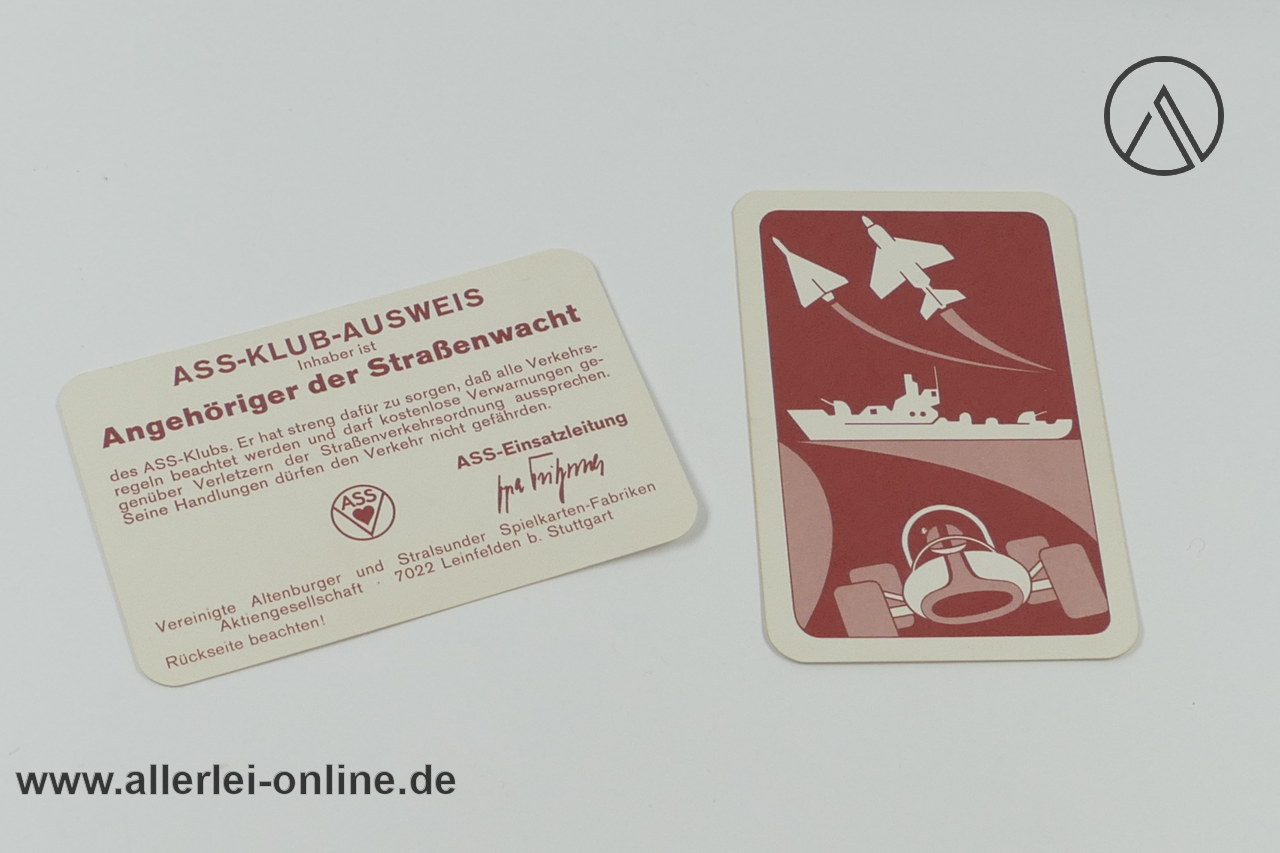 ASS-KLUB-AUSWEIS
Inhaber ist
Angehöriger der Straßenwacht
des ASS-Klubs. Er hat streng dafür zu sorgen, daß alle Verkehrs-
regeln beachtet werden und darf kostenlose Verwarnungen ge-
genüber Verletzern der Straßenverkehrsordnung aussprechen.
Seine Handlungen dürfen den Verkehr nicht gefährden.
ASS-Einsatzleitung
ASS
Vereinigte Altenburger und Stralsunder Spielkarten-Fabriken
Aktiengesellschaft · 7022 Leinfelden b. Stuttgart
Rückseite beachten!
www.allerlei-online.de